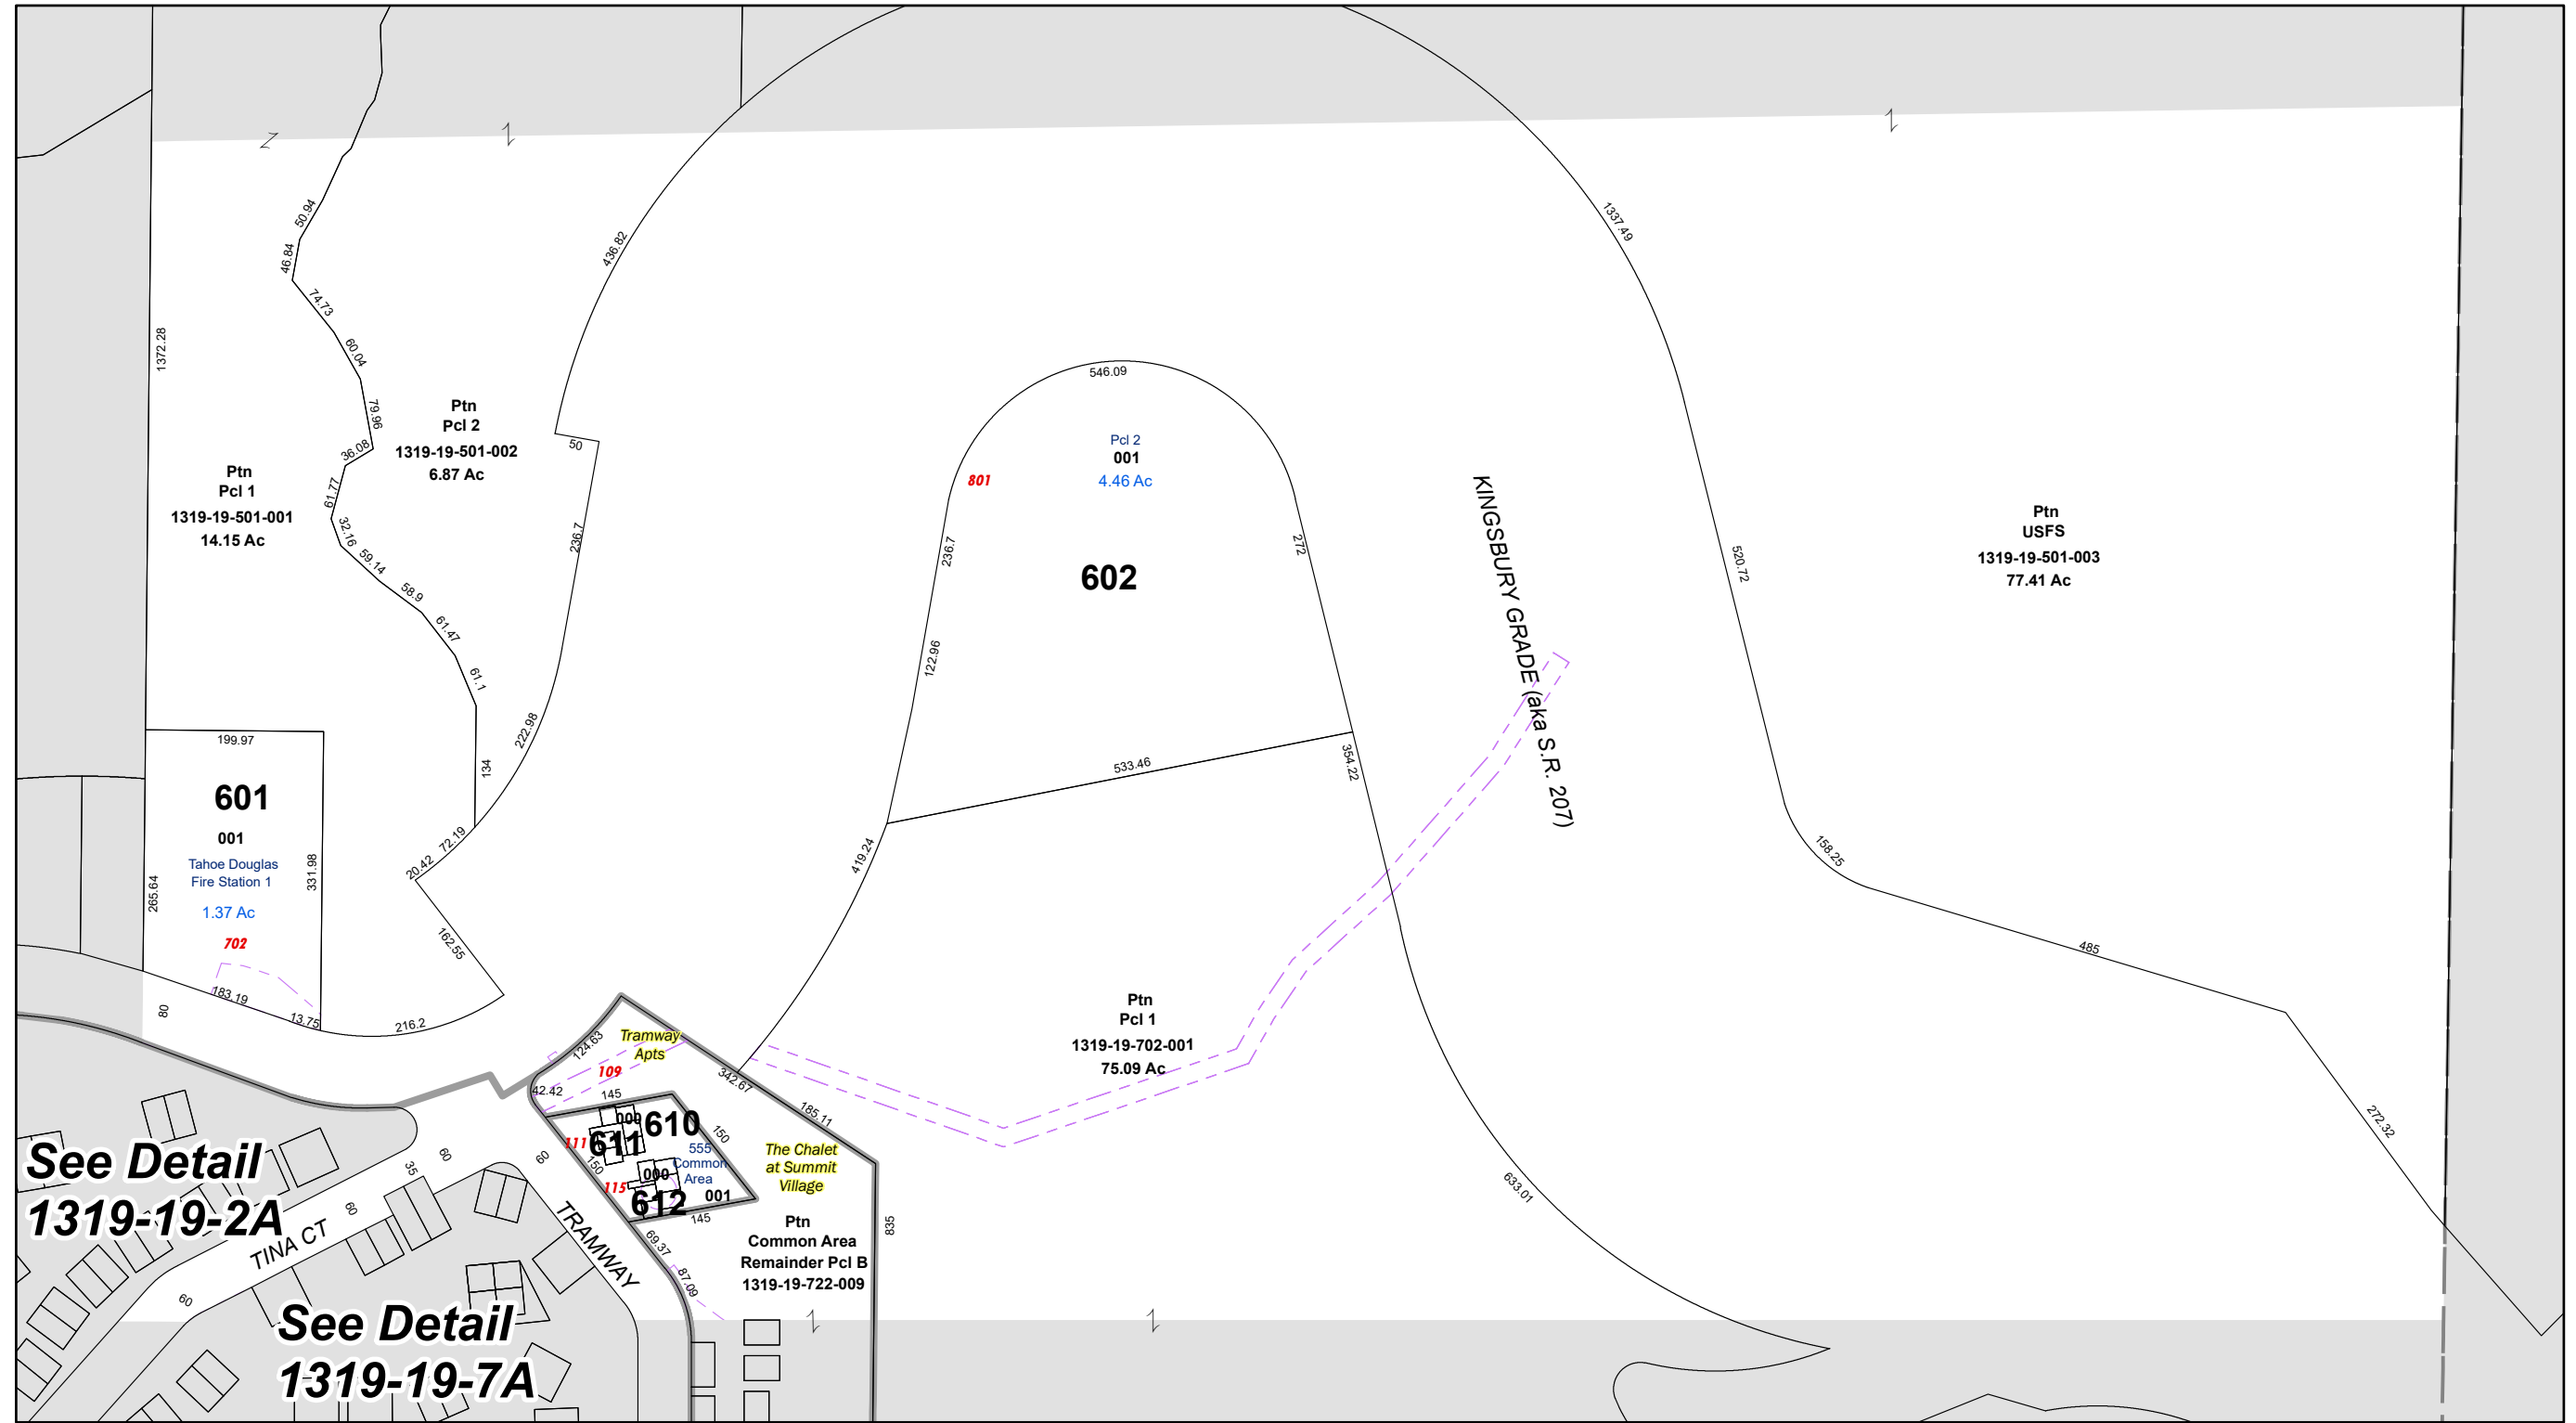 50.94
46.84
74.73
60.04
79.96
36.08
61.77
32.16
59.14
58.9
61.47
61.1
134
1372.28
Ptn
Pcl 1
1319-19-501-001
14.15 Ac
Ptn
Pcl 2
1319-19-501-002
6.87 Ac
436.82
50
236.7
222.98
72.19
20.42
162.55
216.2
199.97
601
001
Tahoe Douglas
Fire Station 1
1.37 Ac
702
265.64
331.98
183.19
13.75
80
546.09
Pcl 2
001
4.46 Ac
801
602
236.7
122.96
272
533.46
354.22
419.24
KINGSBURY GRADE (aka S.R. 207)
1337.49
520.72
158.25
485
272.32
633.01
Ptn
USFS
1319-19-501-003
77.41 Ac
Ptn
Pcl 1
1319-19-702-001
75.09 Ac
Tramway
Apts
124.63
109
42.42
342.67
185.11
835
145
000
610
111
611
150
150
555
Common
Area
000
115
612
001
145
69.37
87.09
The Chalet
at Summit
Village
Ptn
Common Area
Remainder Pcl B
1319-19-722-009
See Detail
1319-19-2A
TINA CT
60
35
60
60
60
TRAMWAY
See Detail
1319-19-7A